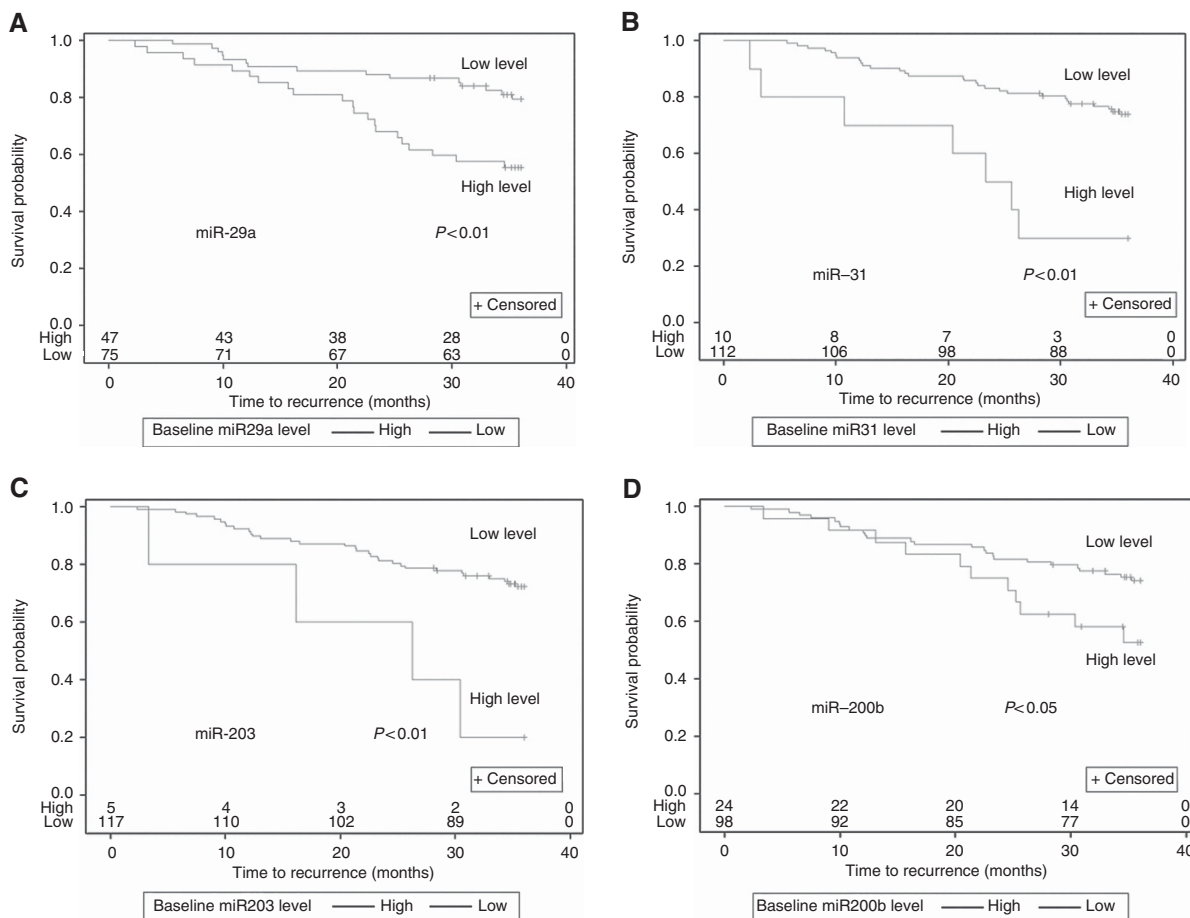 A
1.0
0.8
0.6
0.4
0.2
0.0
Survival probability
Low level
High level
miR-29a
P<0.01
+ Censored
High 47 43 38 28 0
Low 75 71 67 63 0
0 10 20 30 40
Time to recurrence (months)
Baseline miR29a level High Low
B
1.0
0.8
0.6
0.4
0.2
0.0
Survival probability
Low level
High level
miR–31
P<0.01
+ Censored
High 10 8 7 3 0
Low 112 106 98 88 0
0 10 20 30 40
Time to recurrence (months)
Baseline miR31 level High Low
C
1.0
0.8
0.6
0.4
0.2
0.0
Survival probability
Low level
High level
miR-203
P<0.01
+ Censored
High 5 4 3 2 0
Low 117 110 102 89 0
0 10 20 30 40
Time to recurrence (months)
Baseline miR203 level High Low
D
1.0
0.8
0.6
0.4
0.2
0.0
Survival probability
Low level
High level
miR–200b
P<0.05
+ Censored
High 24 22 20 14 0
Low 98 92 85 77 0
0 10 20 30 40
Time to recurrence (months)
Baseline miR200b level High Low